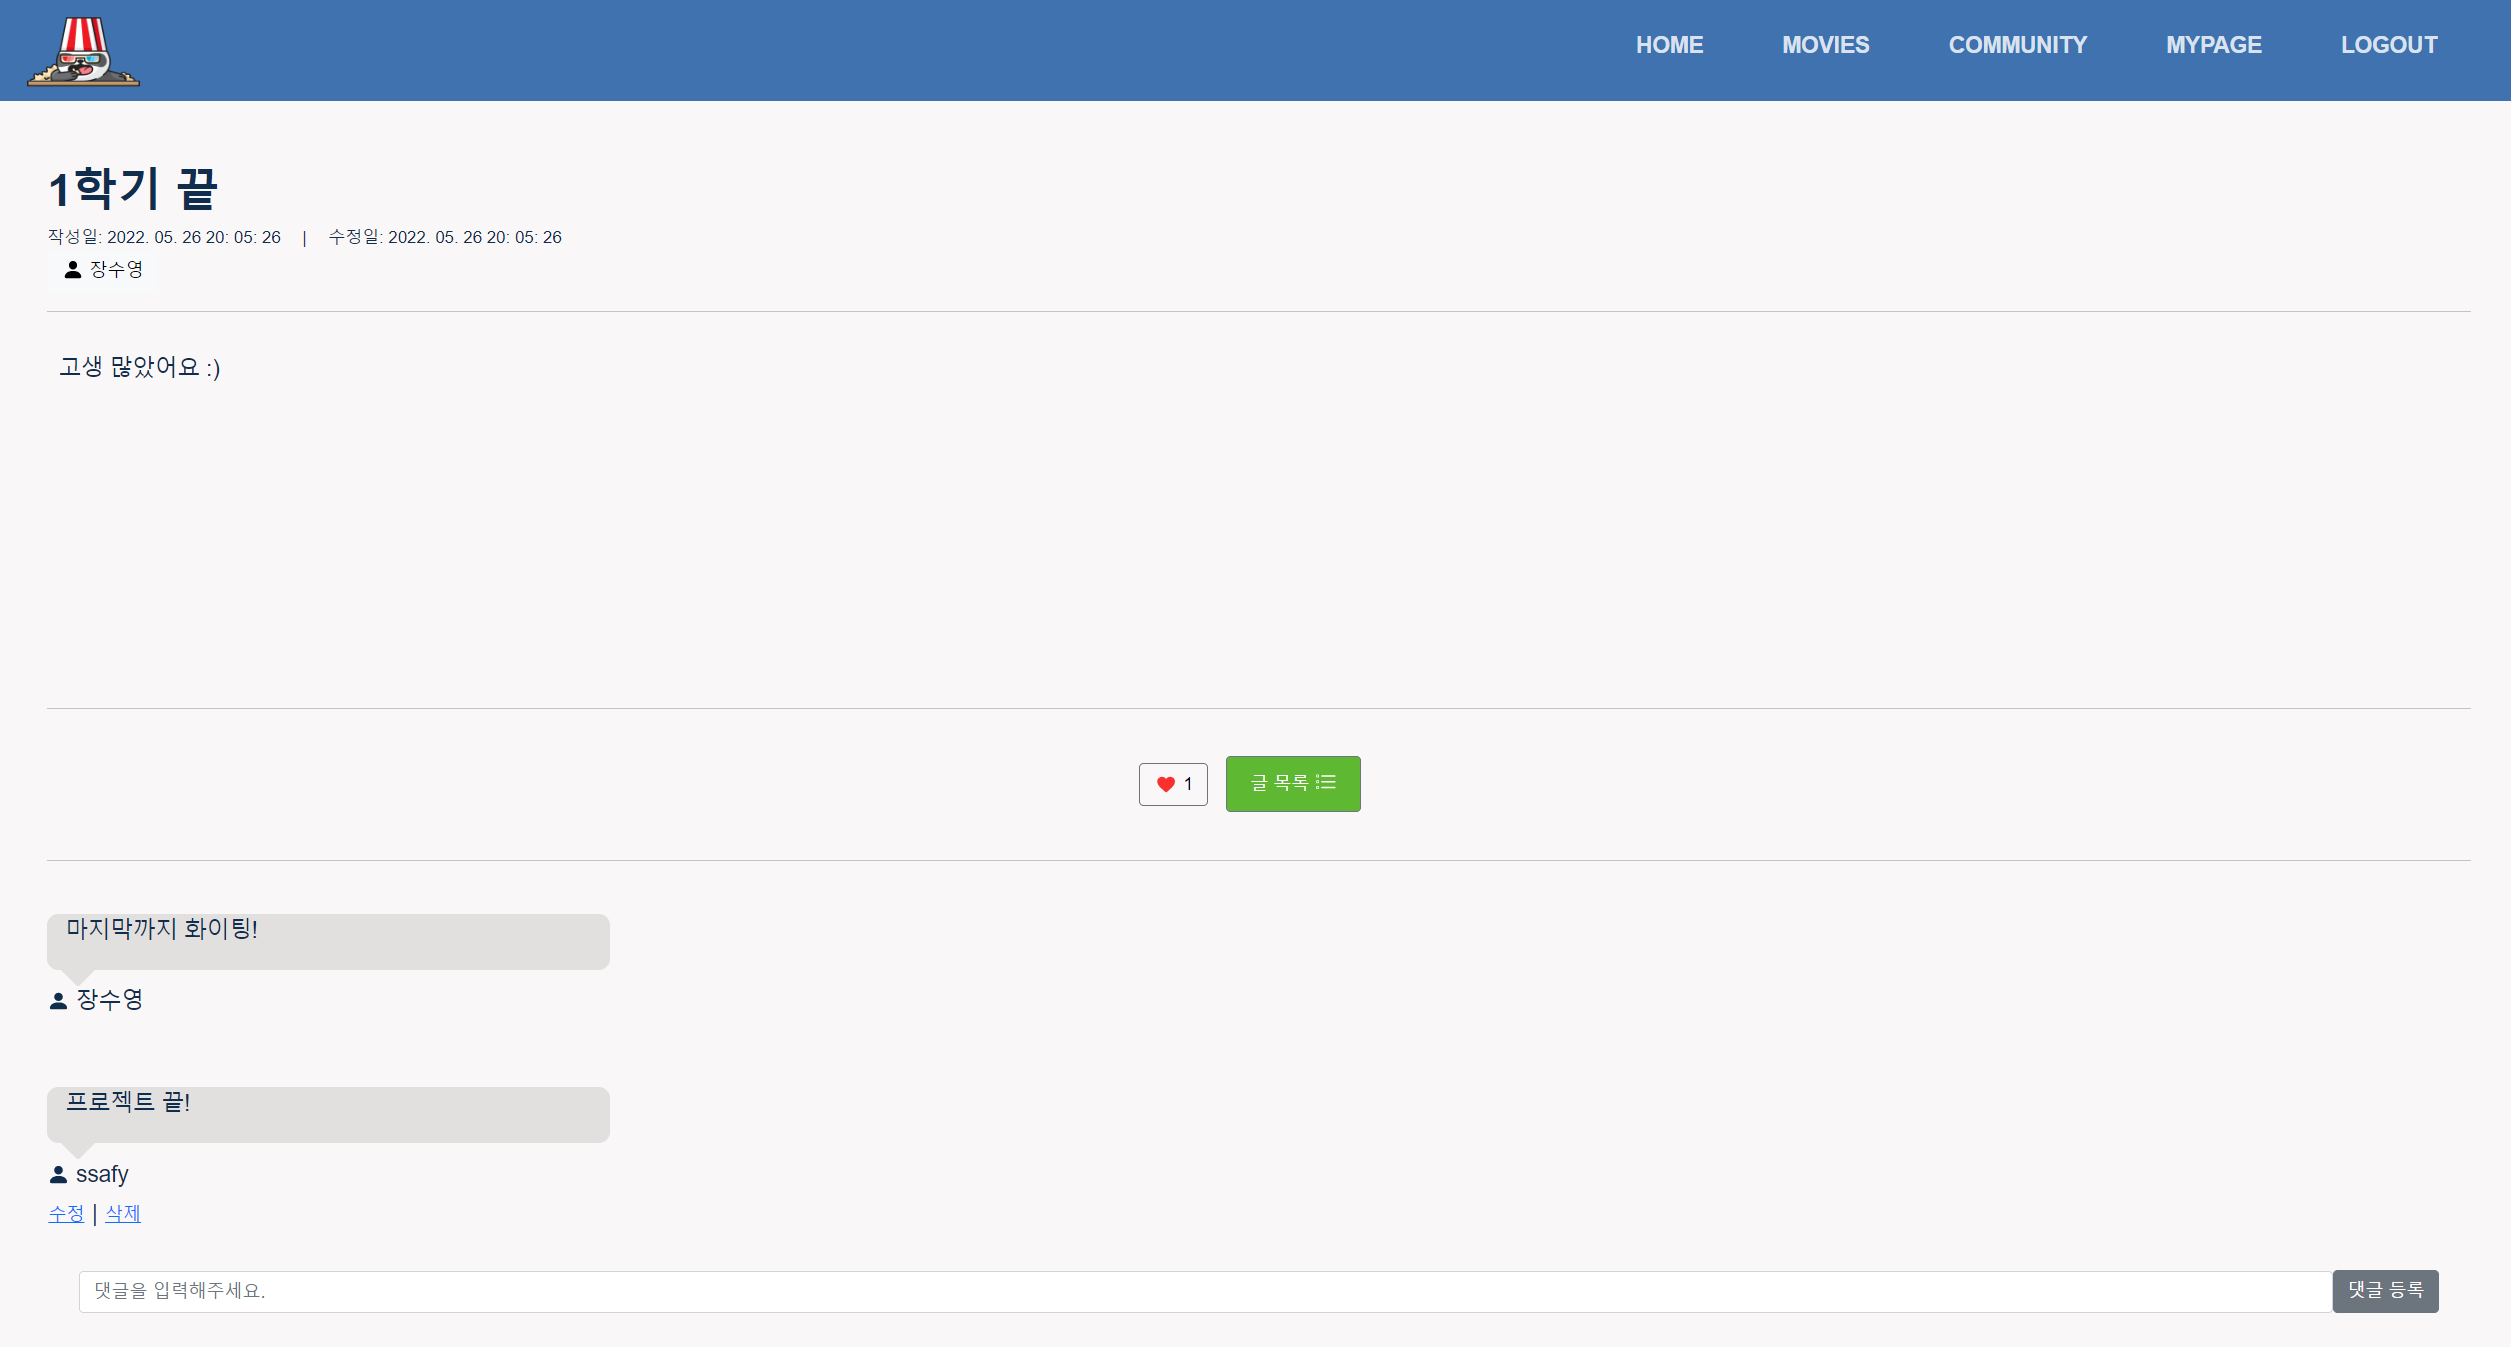 HOME MOVIES COMMUNITY MYPAGE LOGOUT
1학기 끝
작성일: 2022. 05. 26 20: 05: 26 | 수정일: 2022. 05. 26 20: 05: 26
장수영
고생 많았어요 :)
1 글 목록
마지막까지 화이팅!
장수영
프로젝트 끝!
ssafy
수정 | 삭제
댓글을 입력해주세요. 댓글 등록